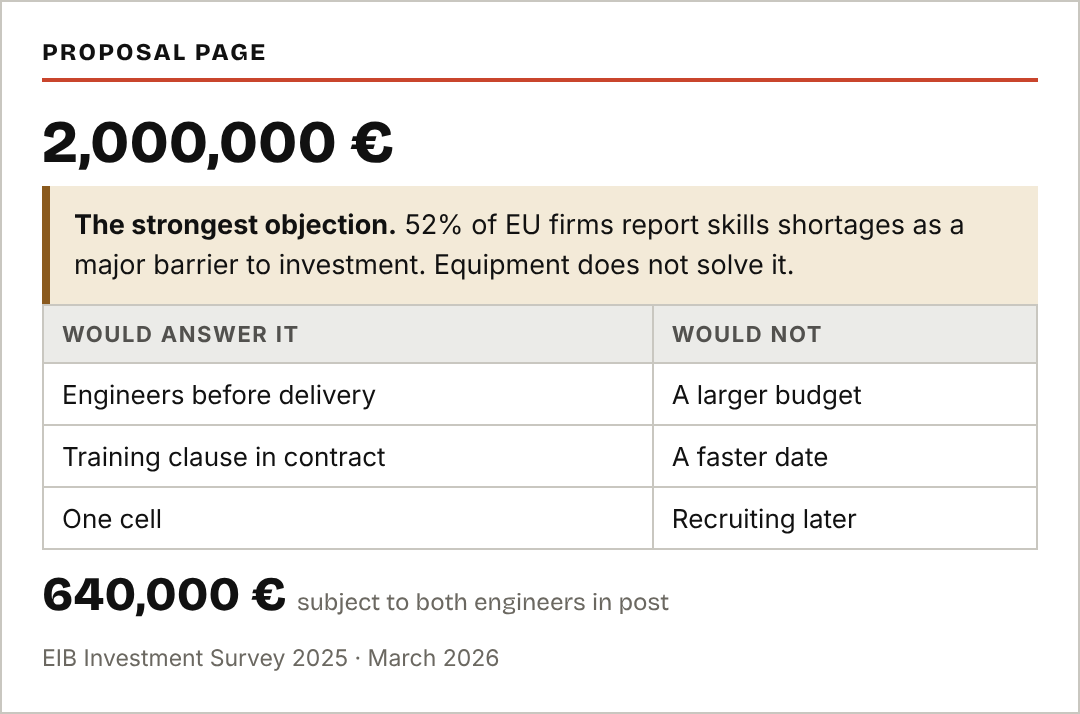 PROPOSAL PAGE
2,000,000 €
The strongest objection. 52% of EU firms report skills shortages as a
major barrier to investment. Equipment does not solve it.
WOULD ANSWER IT WOULD NOT
Engineers before delivery A larger budget
Training clause in contract A faster date
One cell Recruiting later
640,000 € subject to both engineers in post
EIB Investment Survey 2025 · March 2026